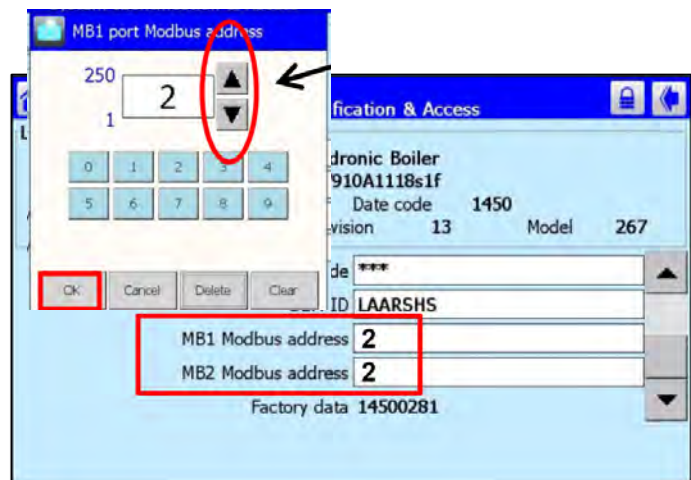 MB1 port Modbus address
250
2
1
0 1 2 3 4
5 6 7 8 9
OK Cancel Delete Clear
fication & Access
dronic Boiler
910A1118s1f
Date code 1450
vision 13 Model 267
de ***
ID LAARSHS
MB1 Modbus address 2
MB2 Modbus address 2
Factory data 14500281